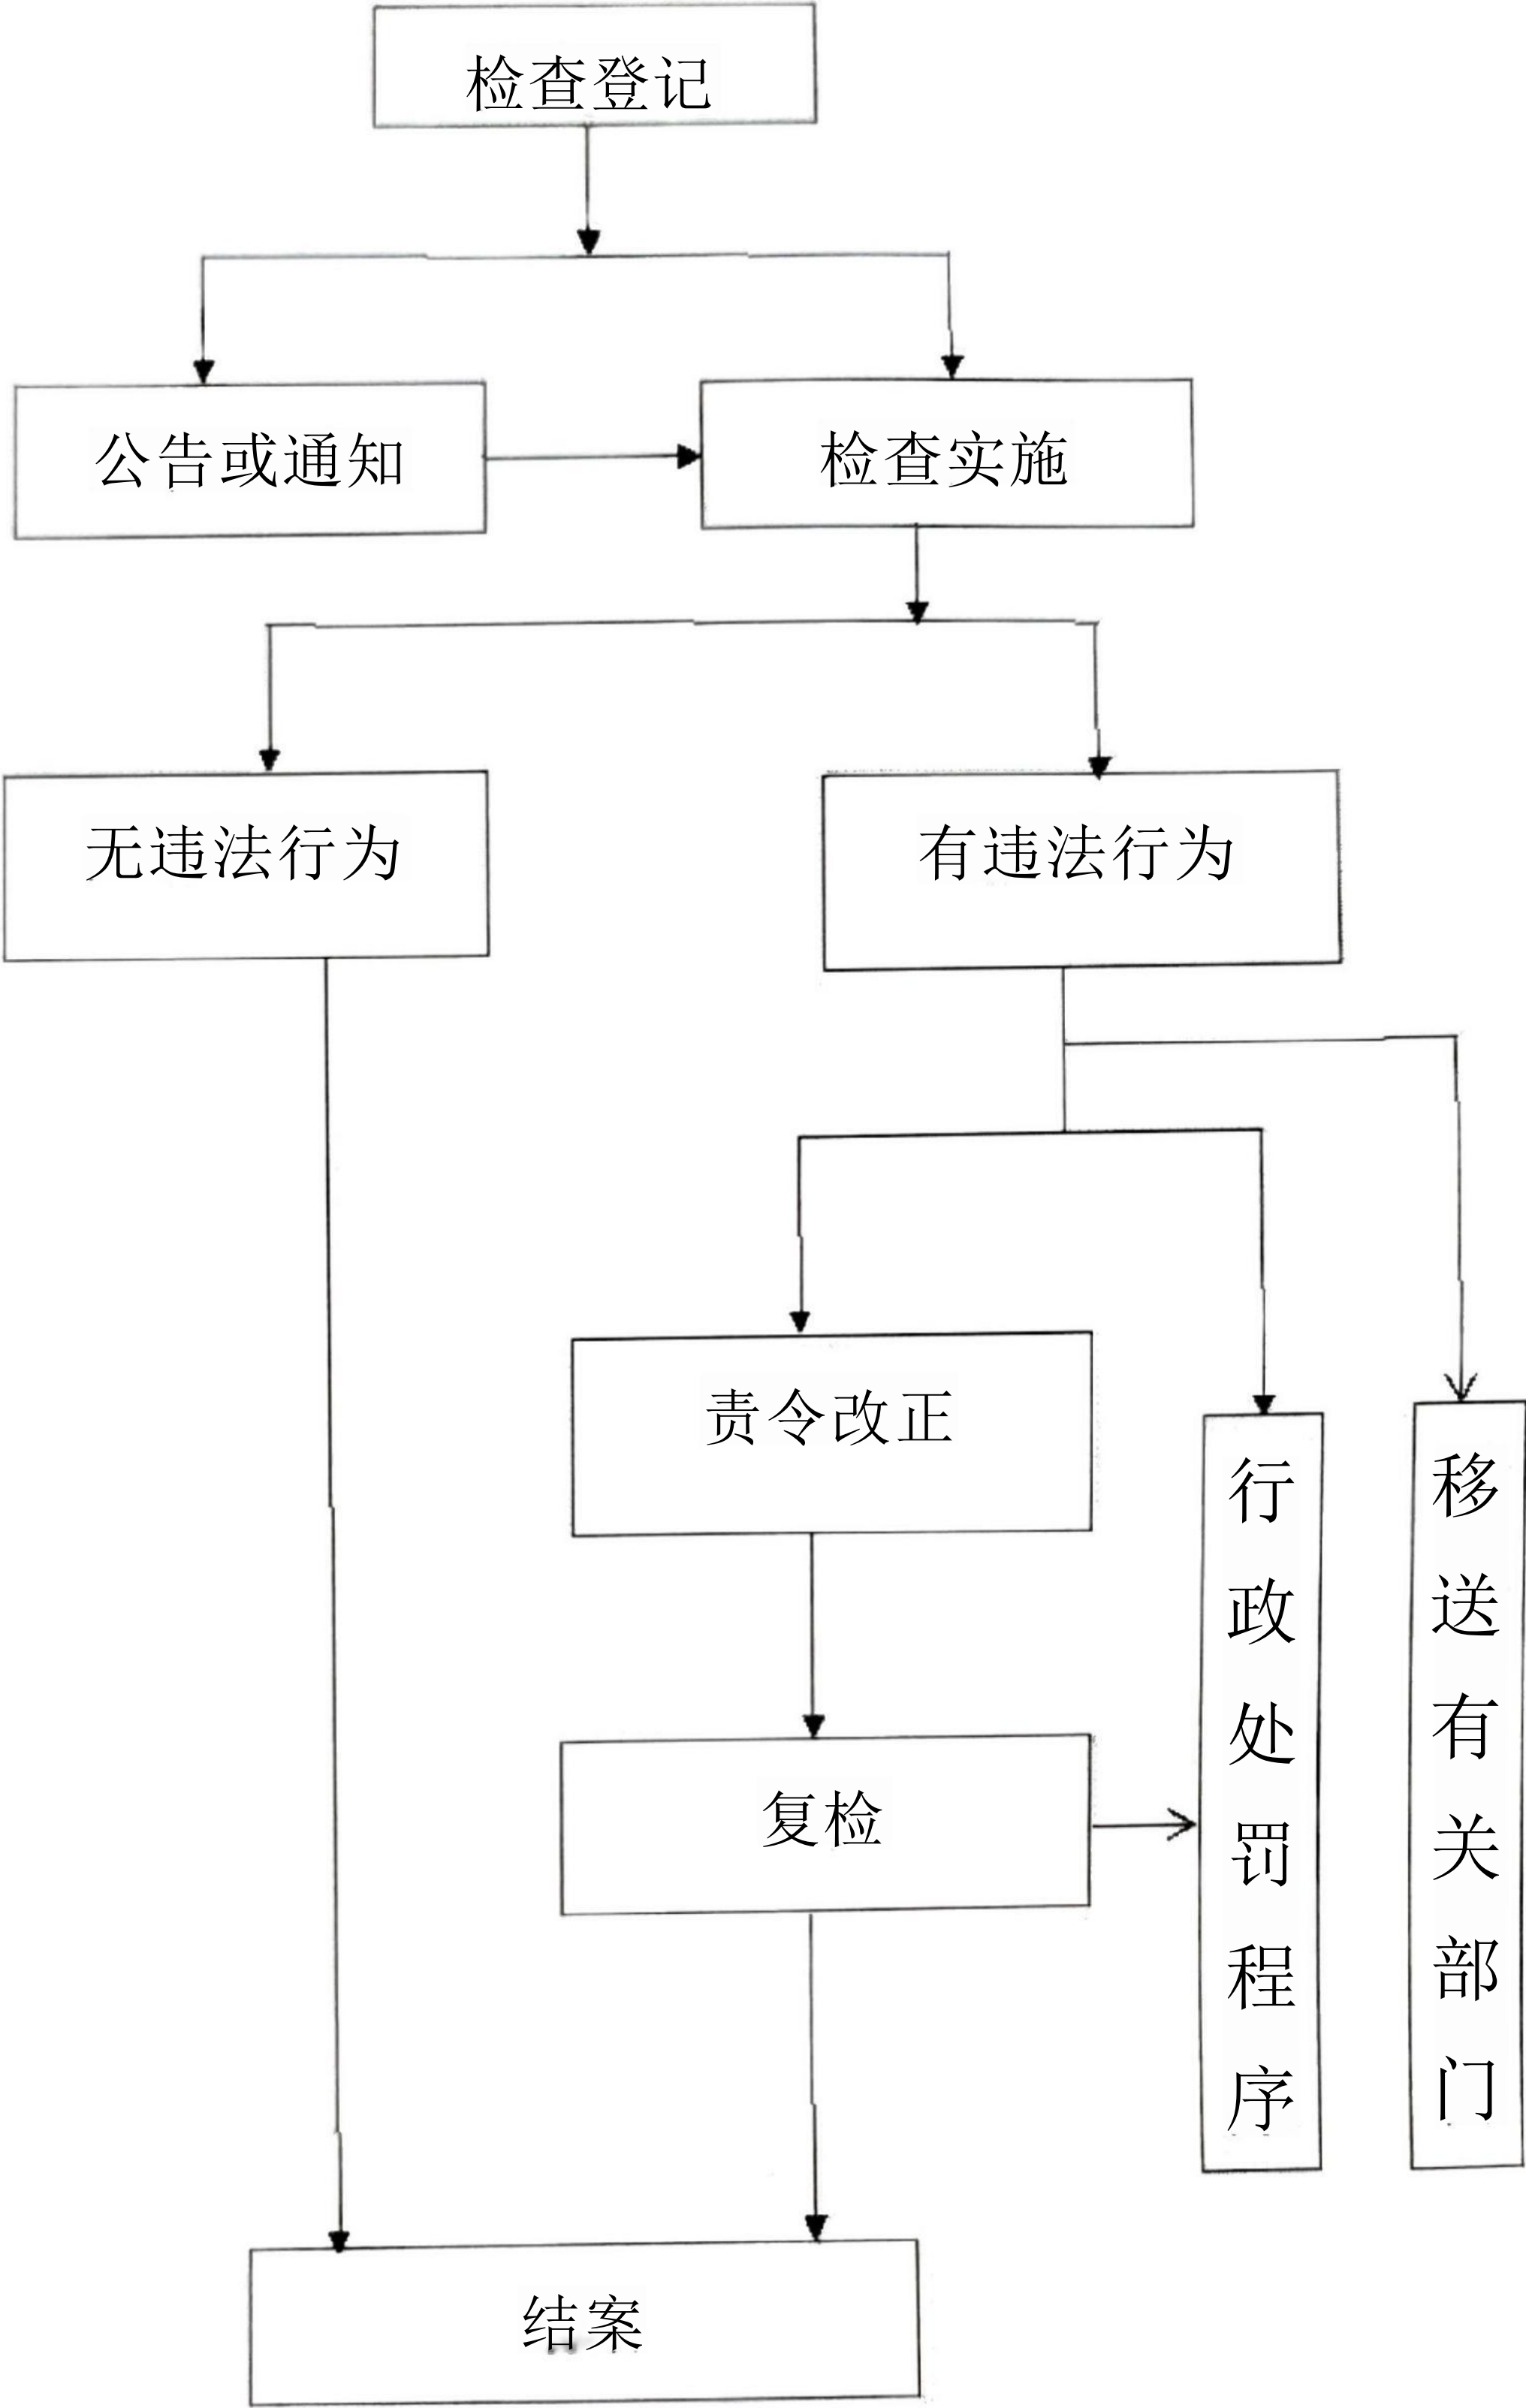 检查登记
公告或通知
检查实施
无违法行为
有违法行为
责令改正
行政处罚程序
移送有关部门
复检
结案